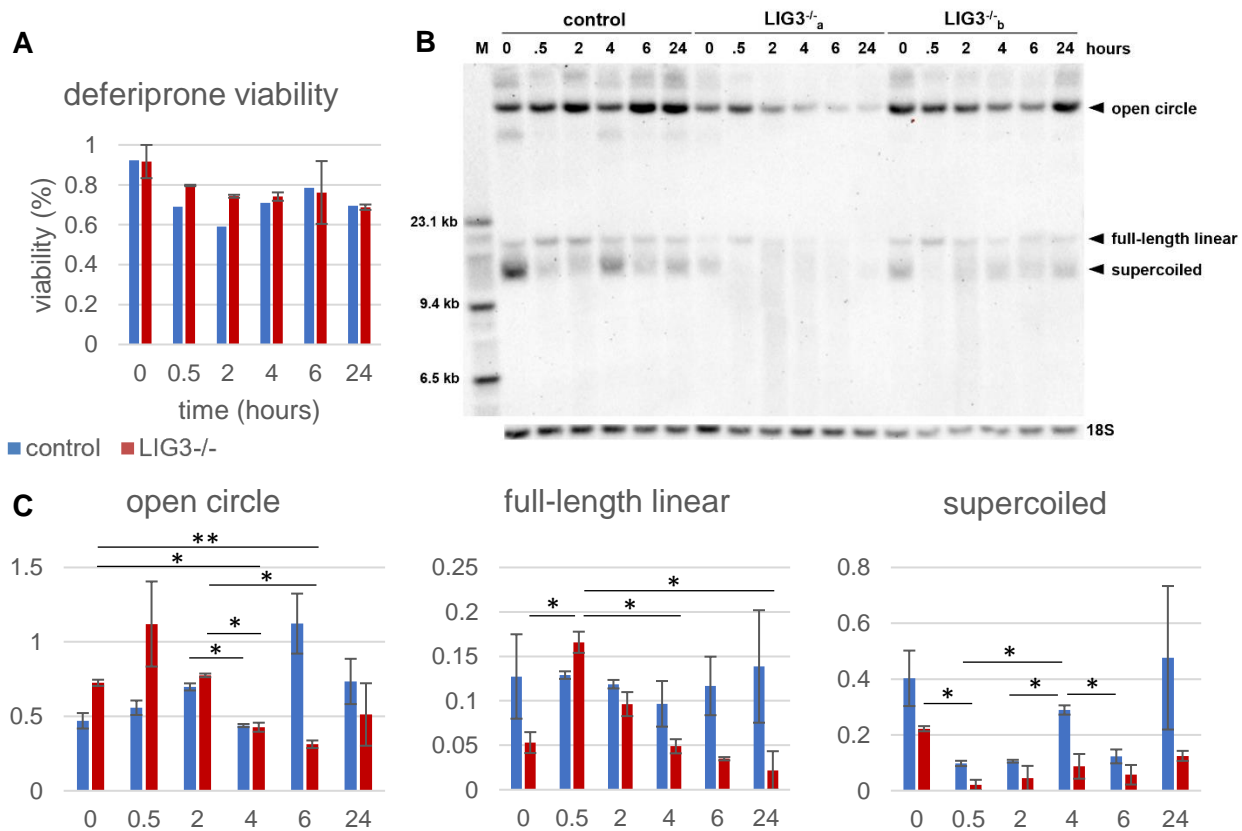 A
deferiprone viability
viability (%)
1
0.8
0.6
0.4
0.2
0
0 0.5 2 4 6 24
time (hours)
control LIG3-/-
B
control LIG3-/-a LIG3-/-b
M 0 .5 2 4 6 24 0 .5 2 4 6 24 0 .5 2 4 6 24 hours
open circle
23.1 kb
full-length linear
supercoiled
9.4 kb
6.5 kb
18S
C
open circle
**
*
*
*
*
1.5
1
0.5
0
0 0.5 2 4 6 24
full-length linear
*
*
*
0.25
0.2
0.15
0.1
0.05
0
0 0.5 2 4 6 24
supercoiled
*
*
*
*
0.8
0.6
0.4
0.2
0
0 0.5 2 4 6 24